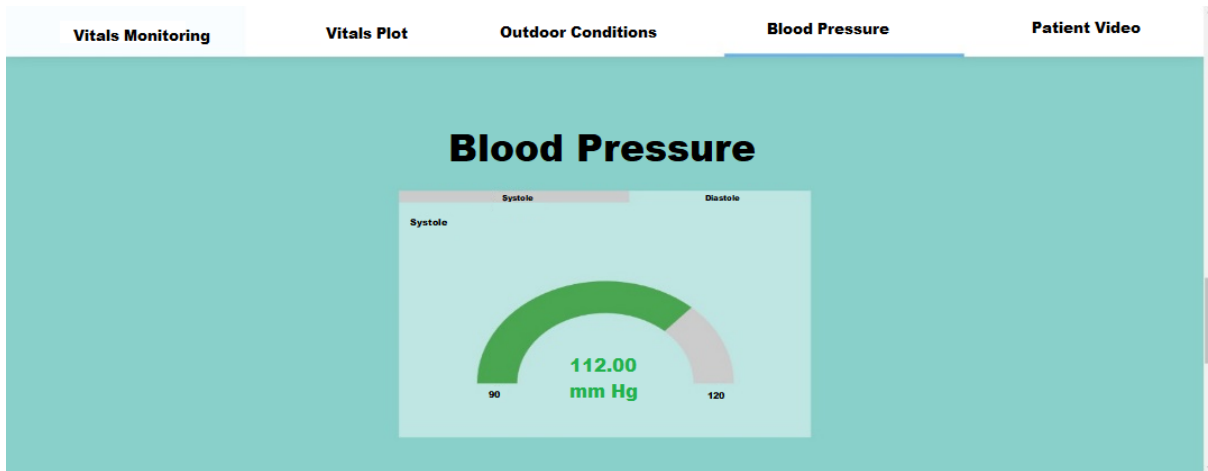 Vitals Monitoring
Vitals Plot
Outdoor Conditions
Blood Pressure
Patient Video
Blood Pressure
Systole
Diastole
Systole
112.00
mm Hg
90
120